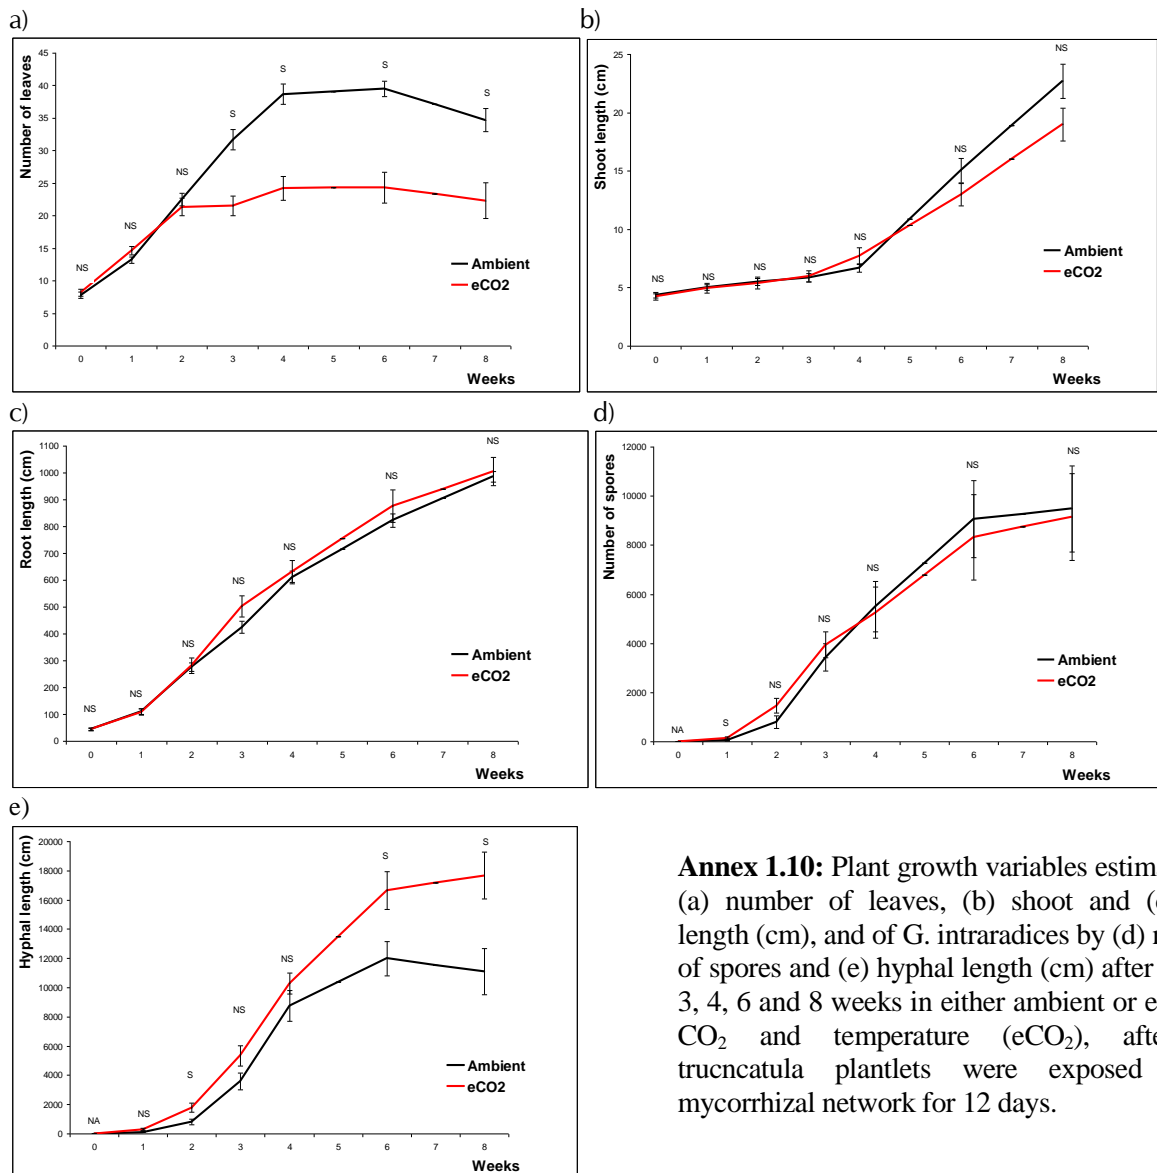 a)
Number of leaves
45
40
35
30
25
20
15
10
5
0
NS
NS
NS
S
S
S
S
Ambient
eCO2
0 1 2 3 4 5 6 7 8
Weeks
b)
Shoot length (cm)
25
20
15
10
5
0
NS
NS
NS
NS
NS
NS
NS
Ambient
eCO2
0 1 2 3 4 5 6 7 8
Weeks
c)
Root length (cm)
1100
1000
900
800
700
600
500
400
300
200
100
0
NS
NS
NS
NS
NS
NS
NS
Ambient
eCO2
0 1 2 3 4 5 6 7 8
Weeks
d)
Number of spores
12000
10000
8000
6000
4000
2000
0
NA
S
NS
NS
NS
NS
NS
Ambient
eCO2
0 1 2 3 4 5 6 7 8
Weeks
e)
Hyphal length (cm)
20000
18000
16000
14000
12000
10000
8000
6000
4000
2000
0
NA
NS
S
NS
NS
S
S
Ambient
eCO2
0 1 2 3 4 5 6 7 8
Weeks
Annex 1.10: Plant growth variables estim
(a) number of leaves, (b) shoot and (
length (cm), and of G. intraradices by (d)
of spores and (e) hyphal length (cm) after
3, 4, 6 and 8 weeks in either ambient or e
CO₂ and temperature (eCO₂), afte
trucncatula plantlets were exposed
mycorrhizal network for 12 days.